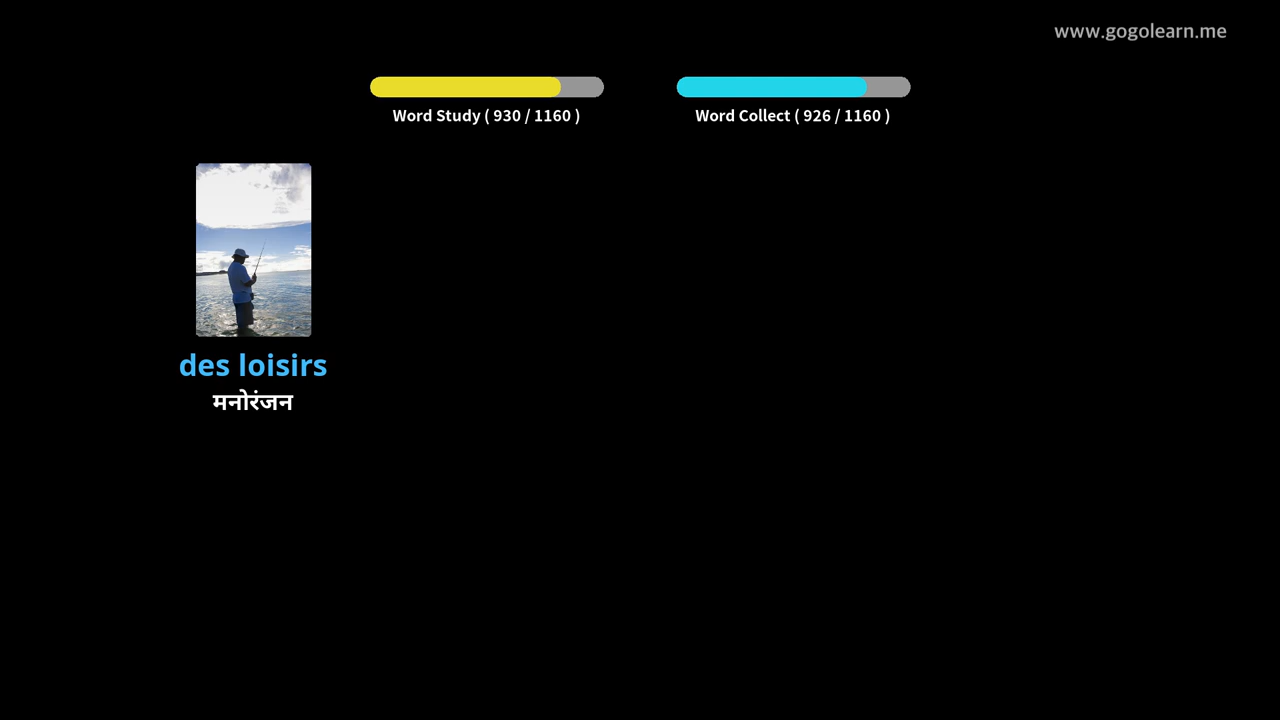 www.gogolearn.me
Word Study ( 930 / 1160 )
Word Collect ( 926 / 1160 )
des loisirs
मनोरंजन